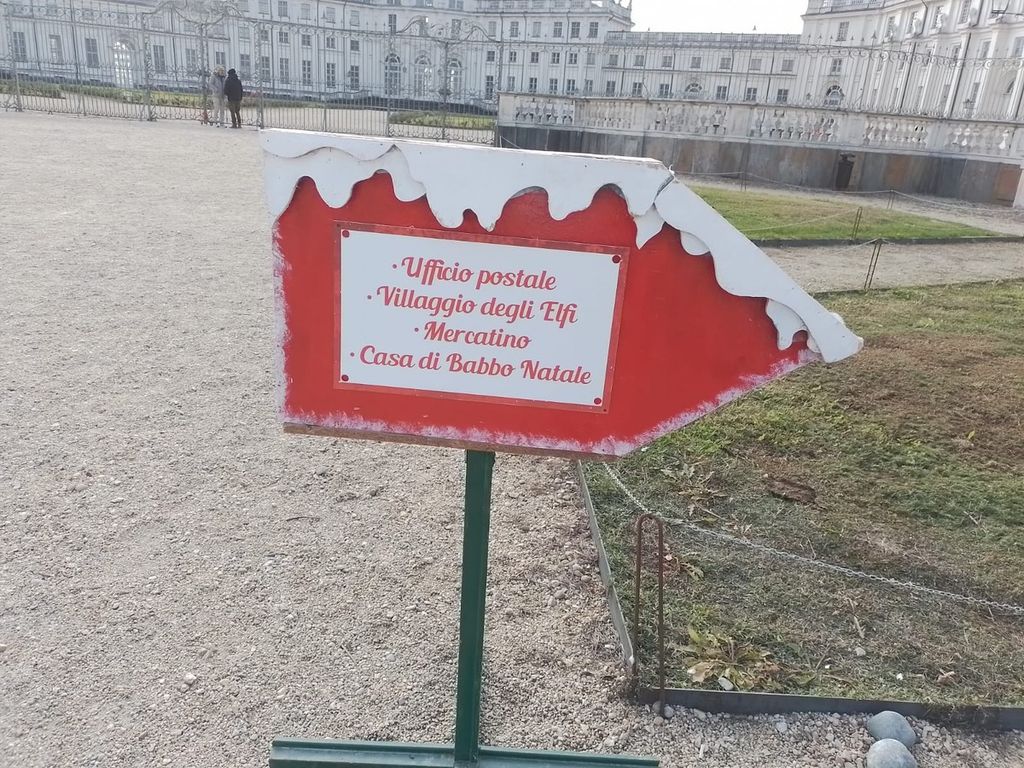 · Ufficio postale
· Villaggio degli Elfi
· Mercatino
· Casa di Babbo Natale